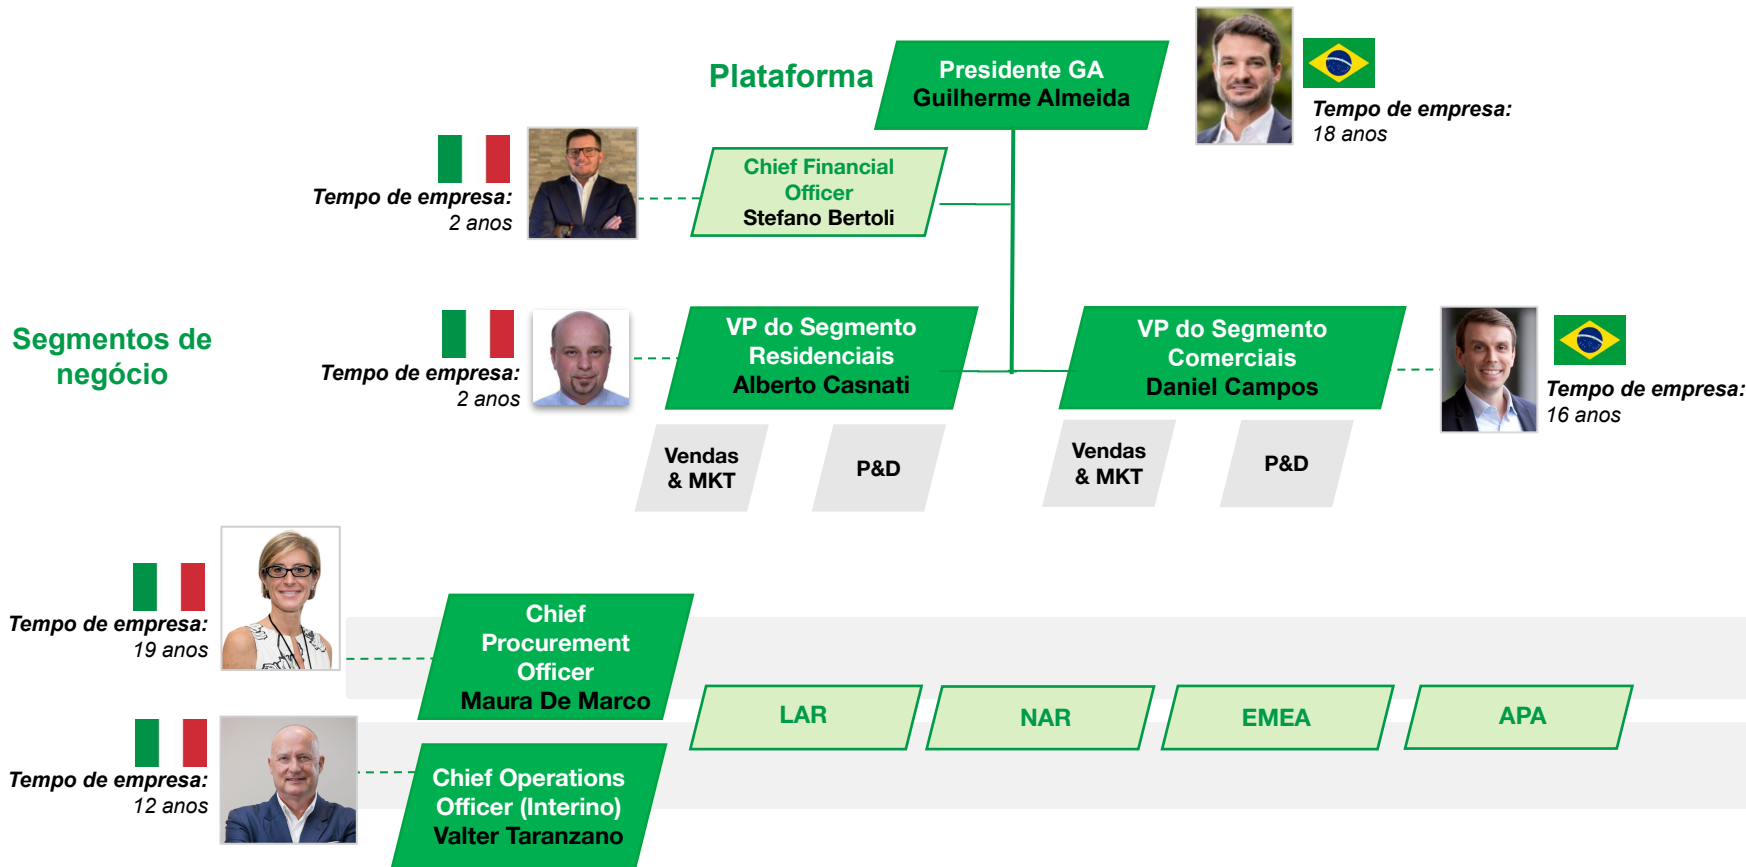 Plataforma
Presidente GA
Guilherme Almeida
Tempo de empresa:
18 anos
Tempo de empresa:
2 anos
Chief Financial
Officer
Stefano Bertoli
Segmentos de
negócio
Tempo de empresa:
2 anos
VP do Segmento
Residenciais
Alberto Casnati
VP do Segmento
Comerciais
Daniel Campos
Tempo de empresa:
16 anos
Vendas
& MKT
P&D
Vendas
& MKT
P&D
Tempo de empresa:
19 anos
Chief
Procurement
Officer
Maura De Marco
LAR
NAR
EMEA
APA
Tempo de empresa:
12 anos
Chief Operations
Officer (Interino)
Valter Taranzano